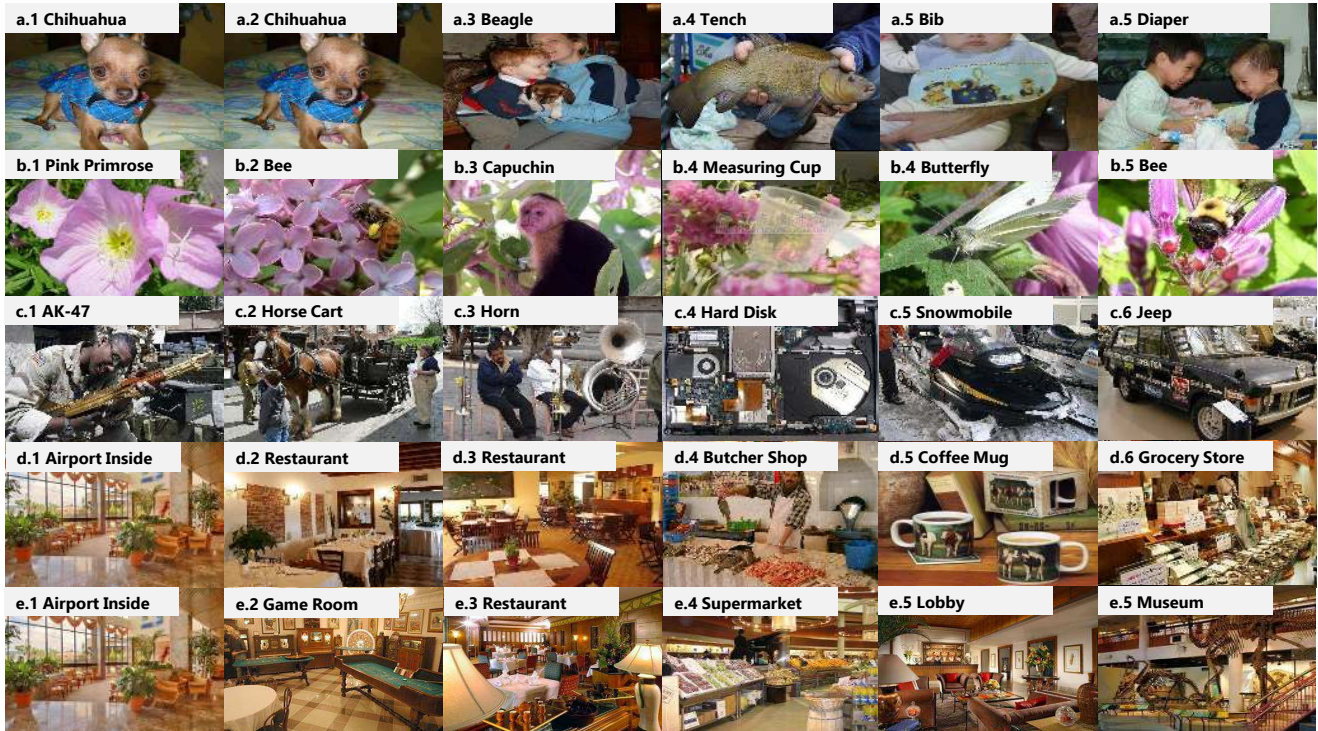 a.1 Chihuahua
a.2 Chihuahua
a.3 Beagle
a.4 Tench
a.5 Bib
a.5 Diaper
b.1 Pink Primrose
b.2 Bee
b.3 Capuchin
b.4 Measuring Cup
b.4 Butterfly
b.5 Bee
c.1 AK-47
c.2 Horse Cart
c.3 Horn
c.4 Hard Disk
c.5 Snowmobile
c.6 Jeep
d.1 Airport Inside
d.2 Restaurant
d.3 Restaurant
d.4 Butcher Shop
d.5 Coffee Mug
d.6 Grocery Store
e.1 Airport Inside
e.2 Game Room
e.3 Restaurant
e.4 Supermarket
e.5 Lobby
e.5 Museum